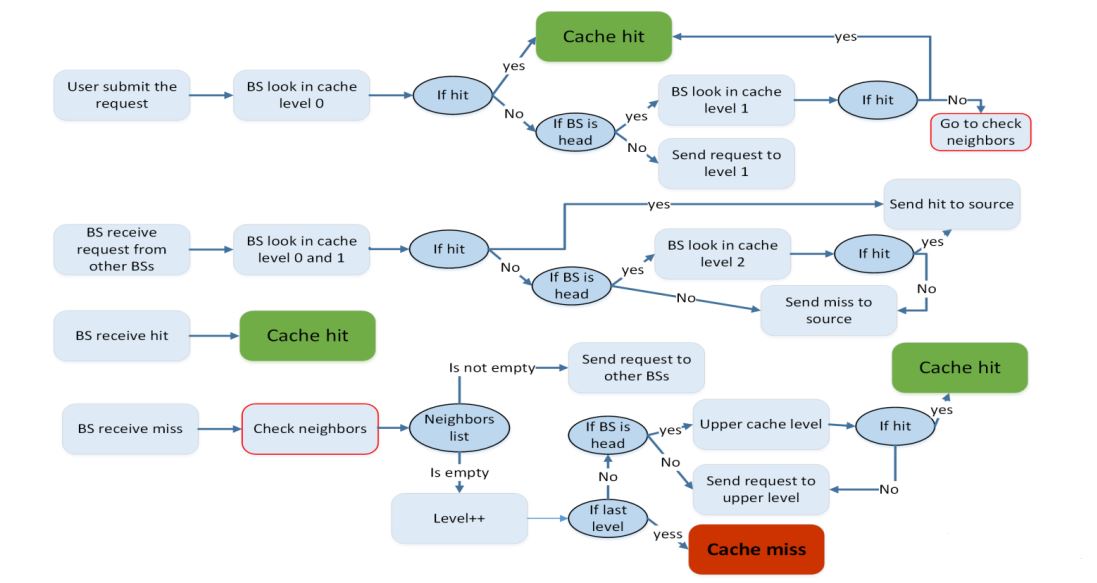 Cache hit
yes
User submit the
request
BS look in cache
level 0
If hit
yes
No
If BS is
head
yes
No
BS look in cache
level 1
If hit
No
Go to check
neighbors
Send request to
level 1
BS receive
request from
other BSs
BS look in cache
level 0 and 1
If hit
yes
Send hit to source
No
If BS is
head
yes
No
BS look in cache
level 2
If hit
yes
No
Send miss to
source
BS receive hit
Cache hit
BS receive miss
Check neighbors
Neighbors
list
Is not empty
Send request to
other BSs
Is empty
Level++
If last
level
No
yess
Cache miss
If BS is
head
yes
No
Upper cache level
If hit
yes
Cache hit
No
Send request to
upper level